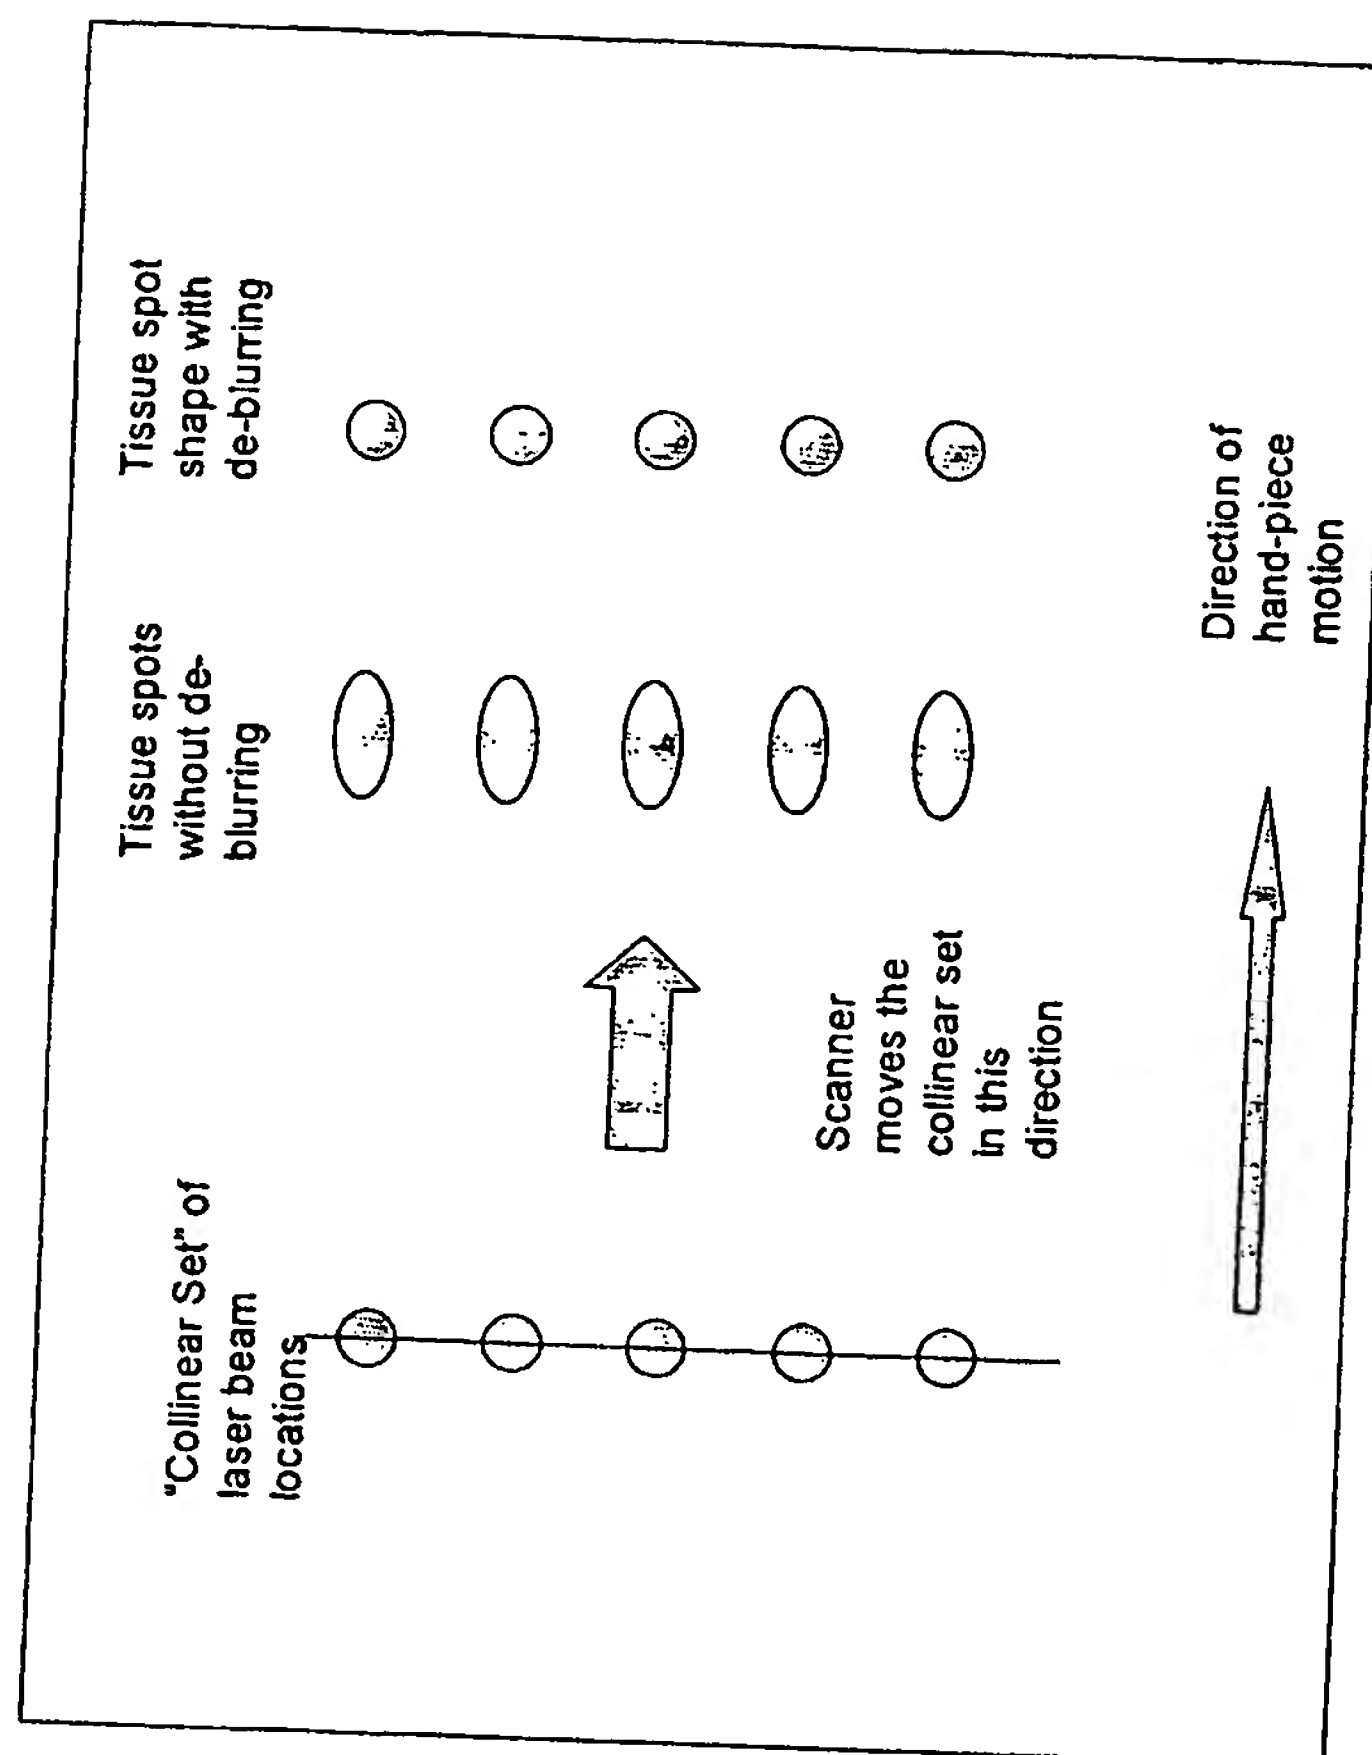 "Collinear Set" of
laser beam
locations
Scanner
moves the
collinear set
in this
direction
Tissue spots
without de-
blurring
Tissue spot
shape with
de-blurring
Direction of
hand-piece
motion